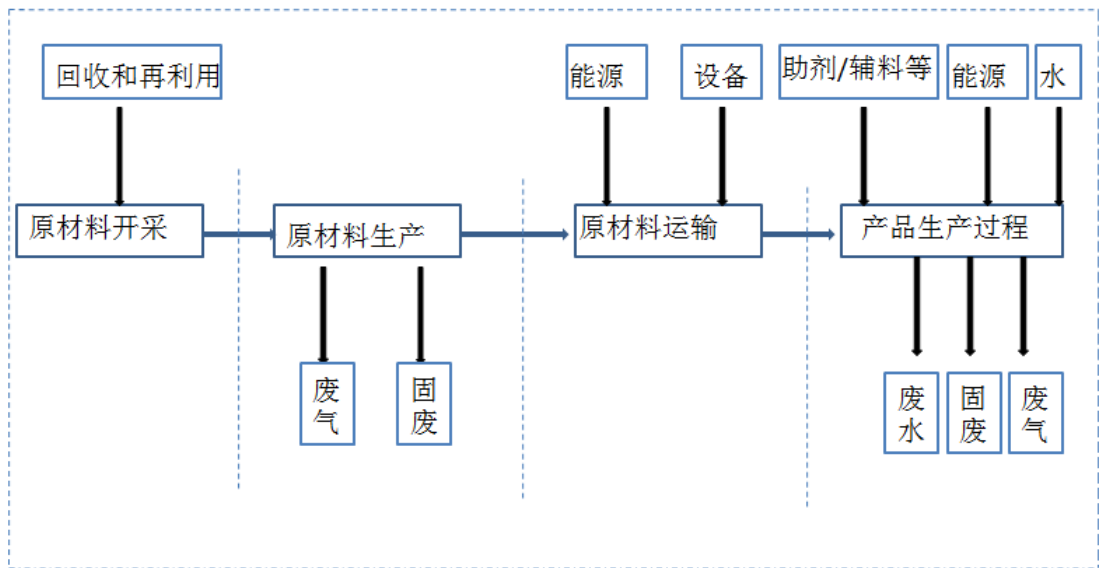 回收和再利用
能源
设备
助剂/辅料等
能源
水
原材料开采
原材料生产
原材料运输
产品生产过程
废
气
固
废
废
水
固
废
废
气